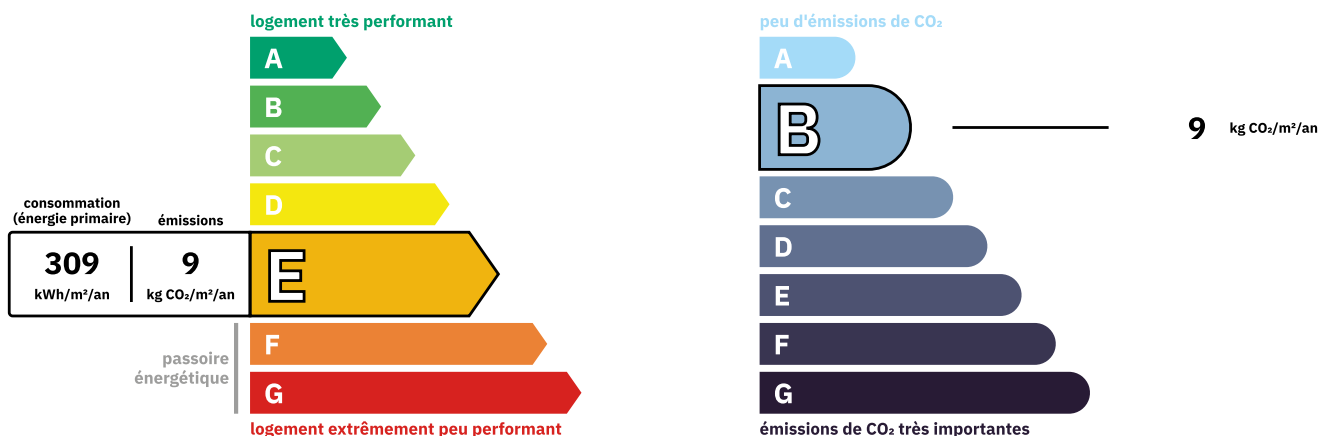 logement très performant
A
B
C
D
consommation
(énergie primaire)
émissions
309
kWh/m²/an
9
kg CO₂/m²/an
E
passoire
énergétique
F
G
logement extrêmement peu performant
peu d'émissions de CO₂
A
B
9 kg CO₂/m²/an
C
D
E
F
G
émissions de CO₂ très importantes